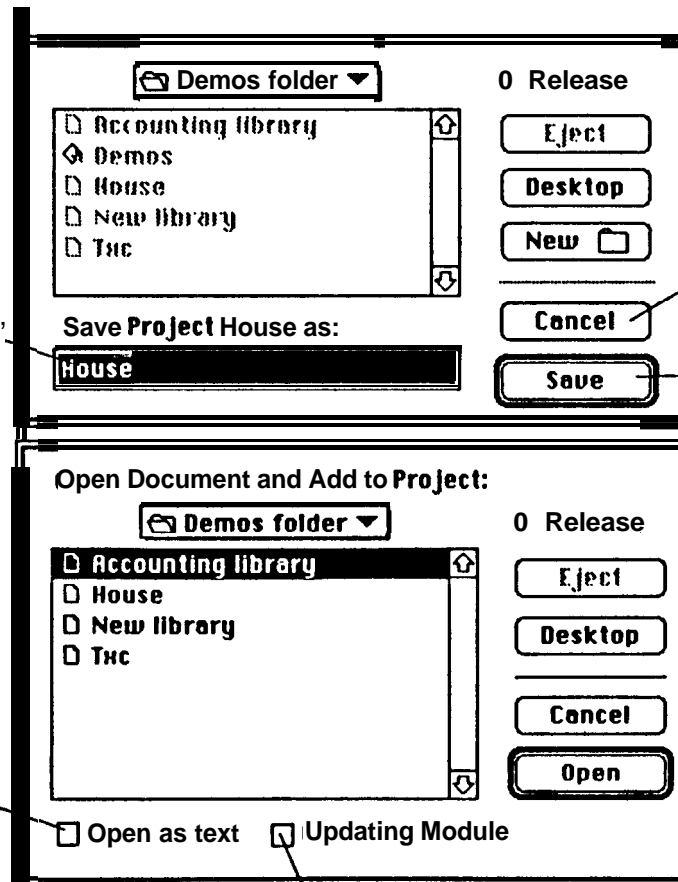 Demos folder
0 Release
Accounting library
Demos
House
New library
Txc
Eject
Desktop
New
Save Project House as:
House
Cancel
Save
Open Document and Add to Project:
Demos folder
0 Release
Accounting library
House
New library
Txc
Eject
Desktop
Cancel
Open
Open as text
Updating Module